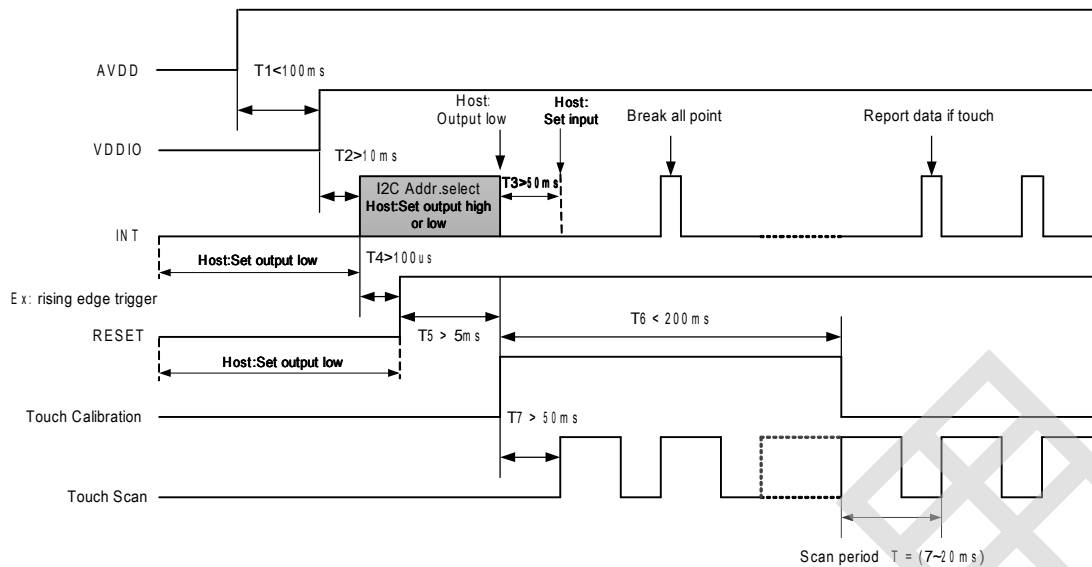 AVDD
T1<100ms
VDDIO
T2>10ms
Host:
Output low
Host:
Set input
Break all point
Report data if touch
I2C Addr.select
Host:Set output high
or low
T3>50ms
INT
Host:Set output low
T4>100us
Ex: rising edge trigger
RESET
T5 > 5ms
T6 < 200ms
Host:Set output low
Touch Calibration
T7 > 50ms
Touch Scan
Scan period T = (7~20ms)